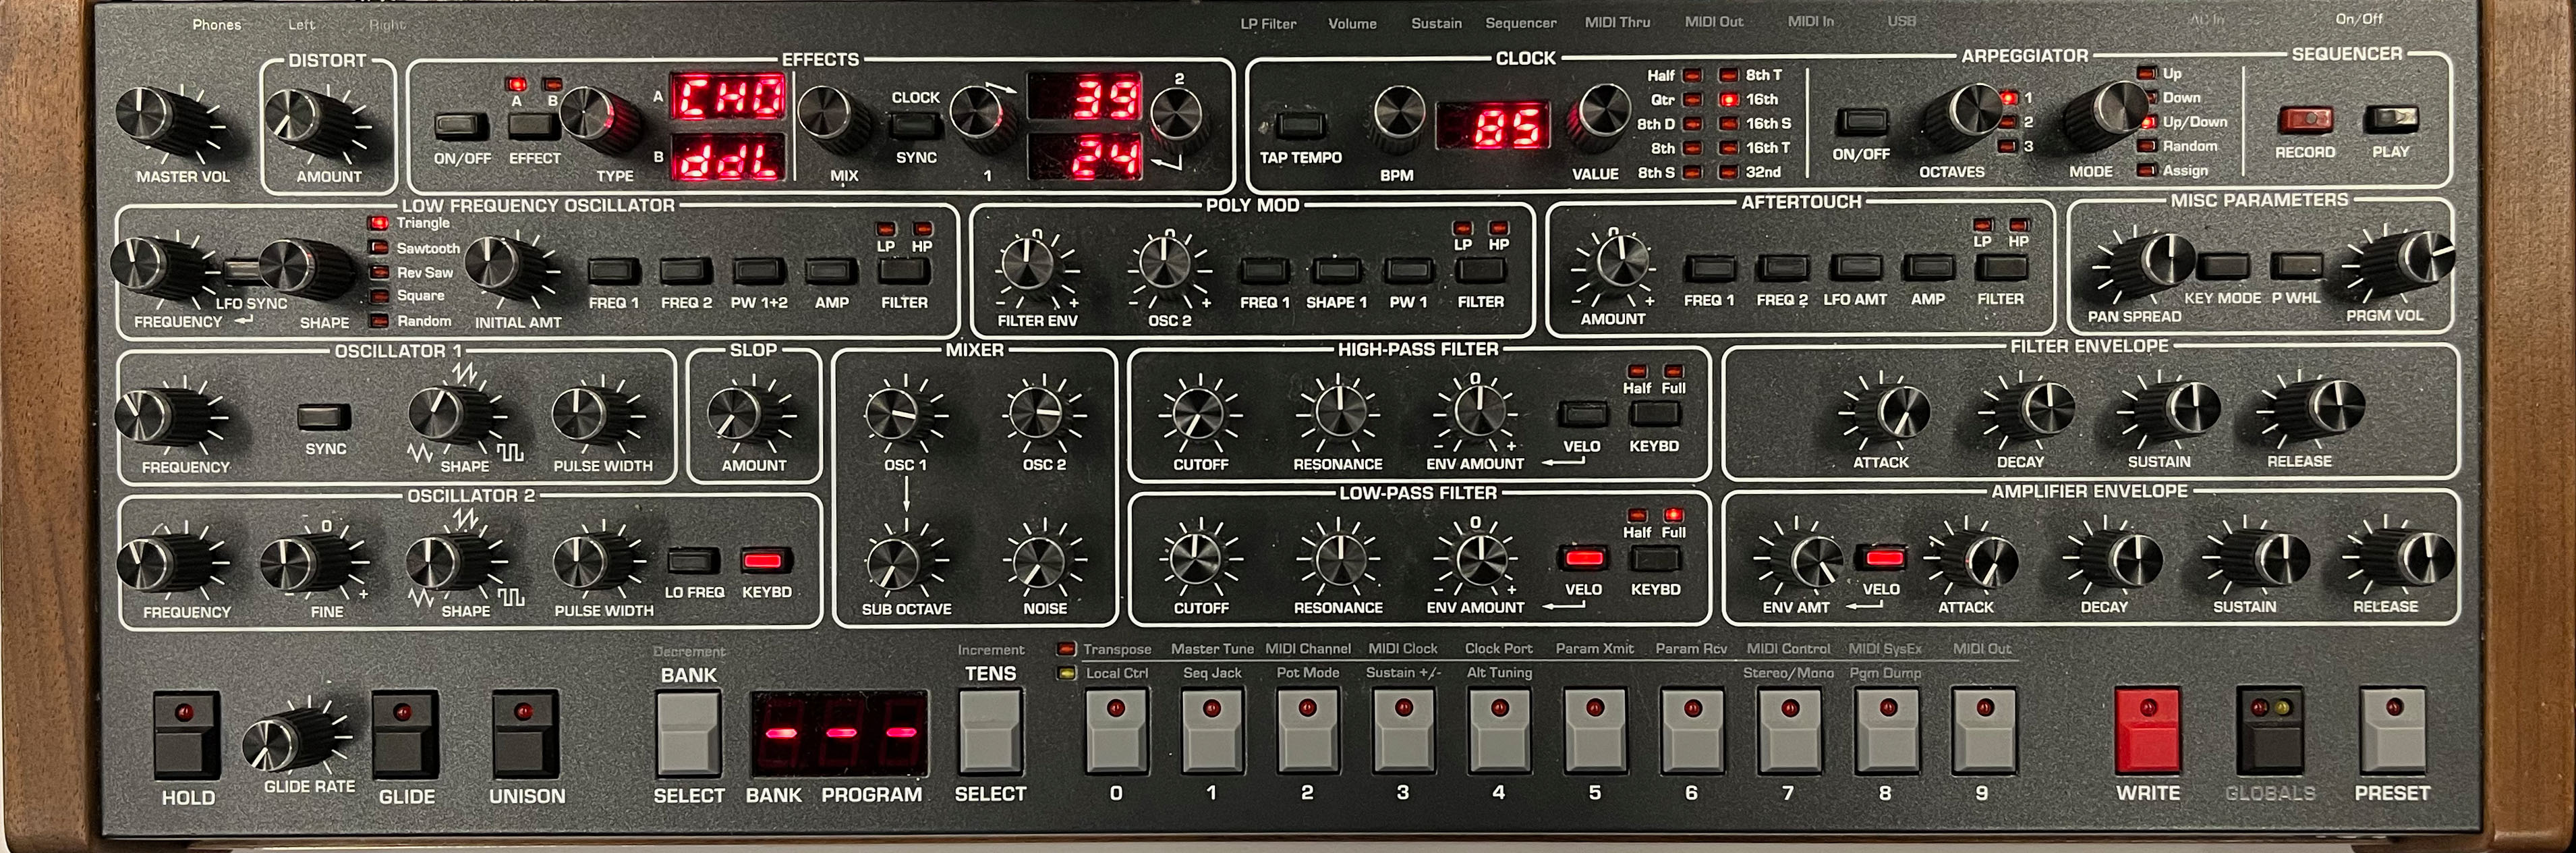 Phones Left Right LP Filter Volume Sustain Sequencer MIDI Thru MIDI Out MIDI In USB AC In On/Off
DISTORT EFFECTS CLOCK ARPEGGIATOR SEQUENCER
MASTER VOL
AMOUNT
A B
ON/OFF EFFECT
TYPE
A CHO
B ddL
MIX
CLOCK
SYNC
1
39
24
2
TAP TEMPO
BPM
85
VALUE
Half 8th T
Qtr 16th
8th D 16th S
8th 16th T
8th S 32nd
ON/OFF
OCTAVES
1
2
3
MODE
Up
Down
Up/Down
Random
Assign
RECORD PLAY
LOW FREQUENCY OSCILLATOR
FREQUENCY
LFO SYNC
SHAPE
Triangle
Sawtooth
Rev Saw
Square
Random
INITIAL AMT
LP HP
FREQ 1 FREQ 2 PW 1+2 AMP FILTER
POLY MOD
0 0
- + - +
FILTER ENV OSC 2
LP HP
FREQ 1 SHAPE 1 PW 1 FILTER
AFTERTOUCH
0
- +
AMOUNT
LP HP
FREQ 1 FREQ 2 LFO AMT AMP FILTER
MISC PARAMETERS
PAN SPREAD KEY MODE P WHL PRGM VOL
OSCILLATOR 1
FREQUENCY SYNC SHAPE PULSE WIDTH
SLOP
AMOUNT
MIXER
OSC 1 OSC 2
SUB OCTAVE NOISE
HIGH-PASS FILTER
0
- +
Half Full
CUTOFF RESONANCE ENV AMOUNT VELO KEYBD
FILTER ENVELOPE
ATTACK DECAY SUSTAIN RELEASE
OSCILLATOR 2
0
- +
FREQUENCY FINE SHAPE PULSE WIDTH LO FREQ KEYBD
LOW-PASS FILTER
0
- +
Half Full
CUTOFF RESONANCE ENV AMOUNT VELO KEYBD
AMPLIFIER ENVELOPE
ENV AMT VELO ATTACK DECAY SUSTAIN RELEASE
Decrement Increment
BANK TENS
Transpose Master Tune MIDI Channel MIDI Clock Clock Port Param Xmit Param Rcv MIDI Control MIDI SysEx MIDI Out
Local Ctrl Seq Jack Pot Mode Sustain +/- Alt Tuning Stereo/Mono Pgm Dump
- - -
GLIDE RATE
HOLD GLIDE UNISON SELECT BANK PROGRAM SELECT 0 1 2 3 4 5 6 7 8 9 WRITE GLOBALS PRESET